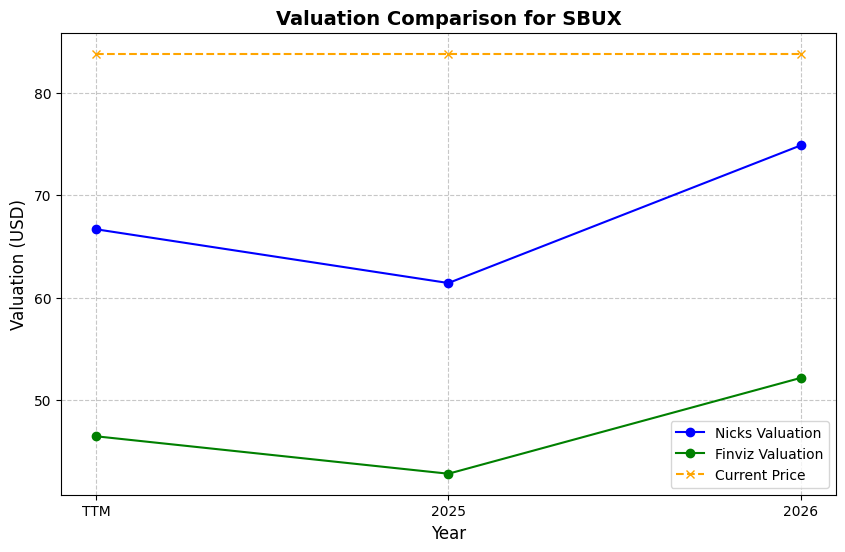 Valuation Comparison for SBUX
Valuation (USD)
80
70
60
50
Nicks Valuation
Finviz Valuation
Current Price
TTM 2025 2026
Year